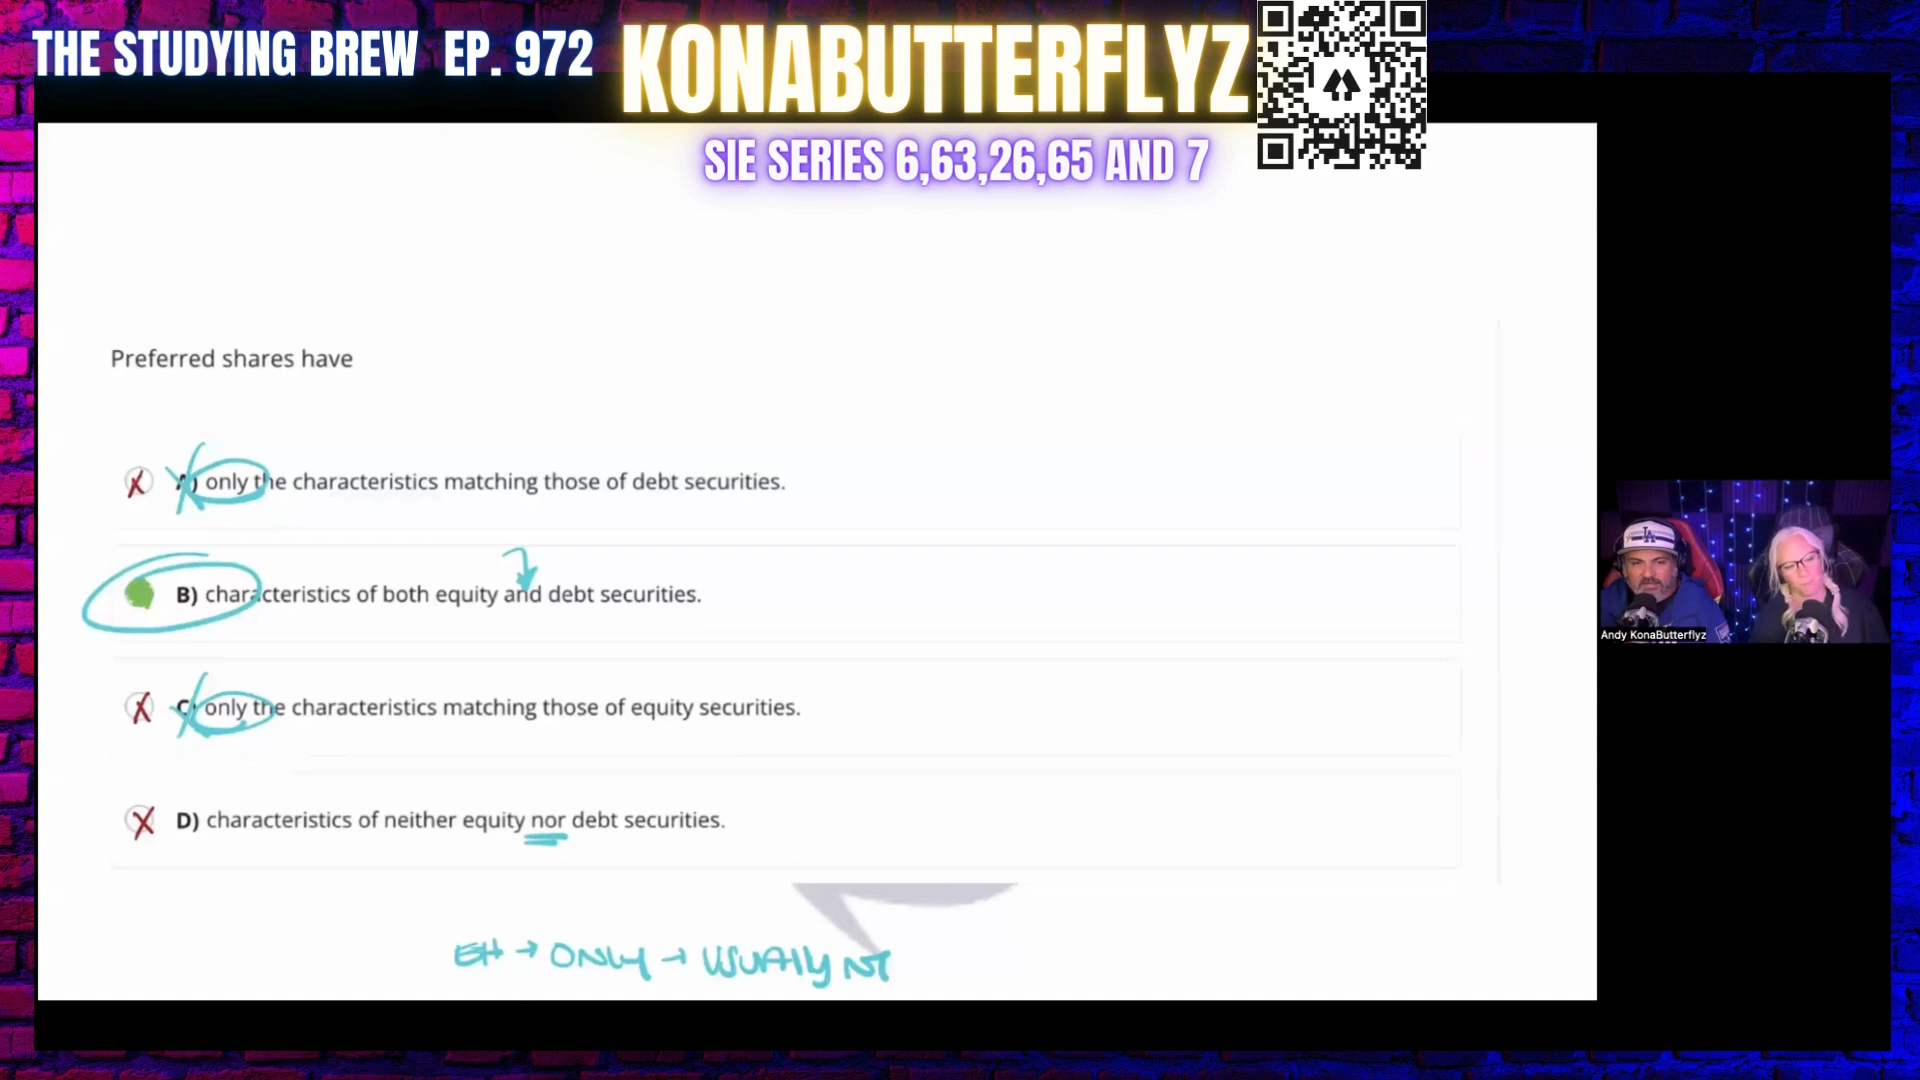 THE STUDYING BREW EP. 972
KONABUTTERFLYZ
SIE SERIES 6,63,26,65 AND 7
Preferred shares have
A) only the characteristics matching those of debt securities.
B) characteristics of both equity and debt securities.
C) only the characteristics matching those of equity securities.
D) characteristics of neither equity nor debt securities.
→ ONLY → USUALLY NOT
LA
Andy KonaButterflyz